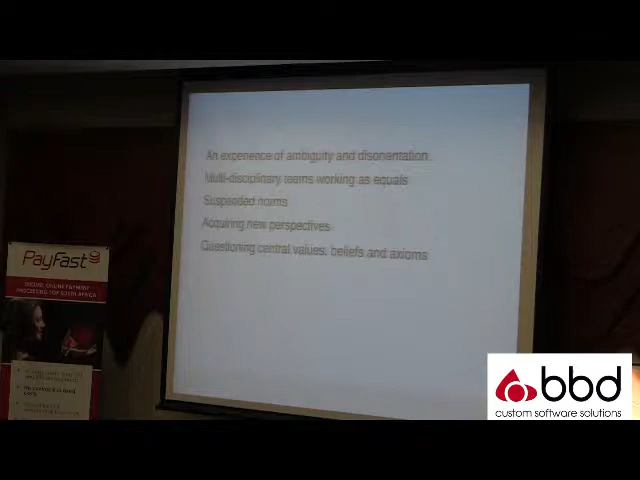 An experience of ambiguity and disorientation
Multi-disciplinary teams working as equals
Suspended norms
Acquiring new perspectives
Questioning central values, beliefs and axioms
PayFast
bbd
custom software solutions